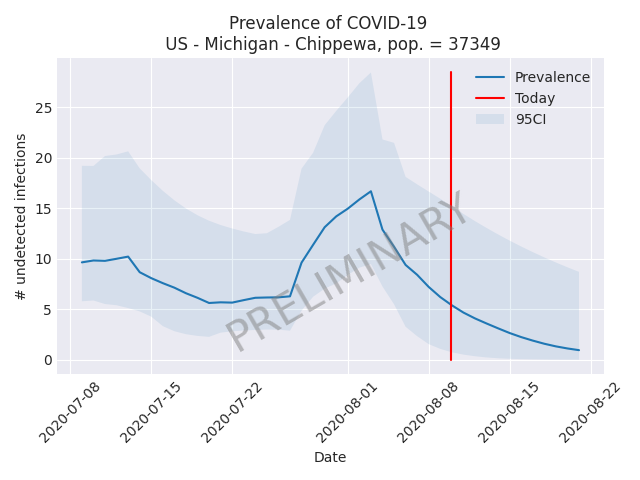 Prevalence of COVID-19
US - Michigan - Chippewa, pop. = 37349
Prevalence
Today
95CI
# undetected infections
25
20
15
10
5
0
PRELIMINARY
2020-07-08
2020-07-15
2020-07-22
2020-08-01
2020-08-08
2020-08-15
2020-08-22
Date